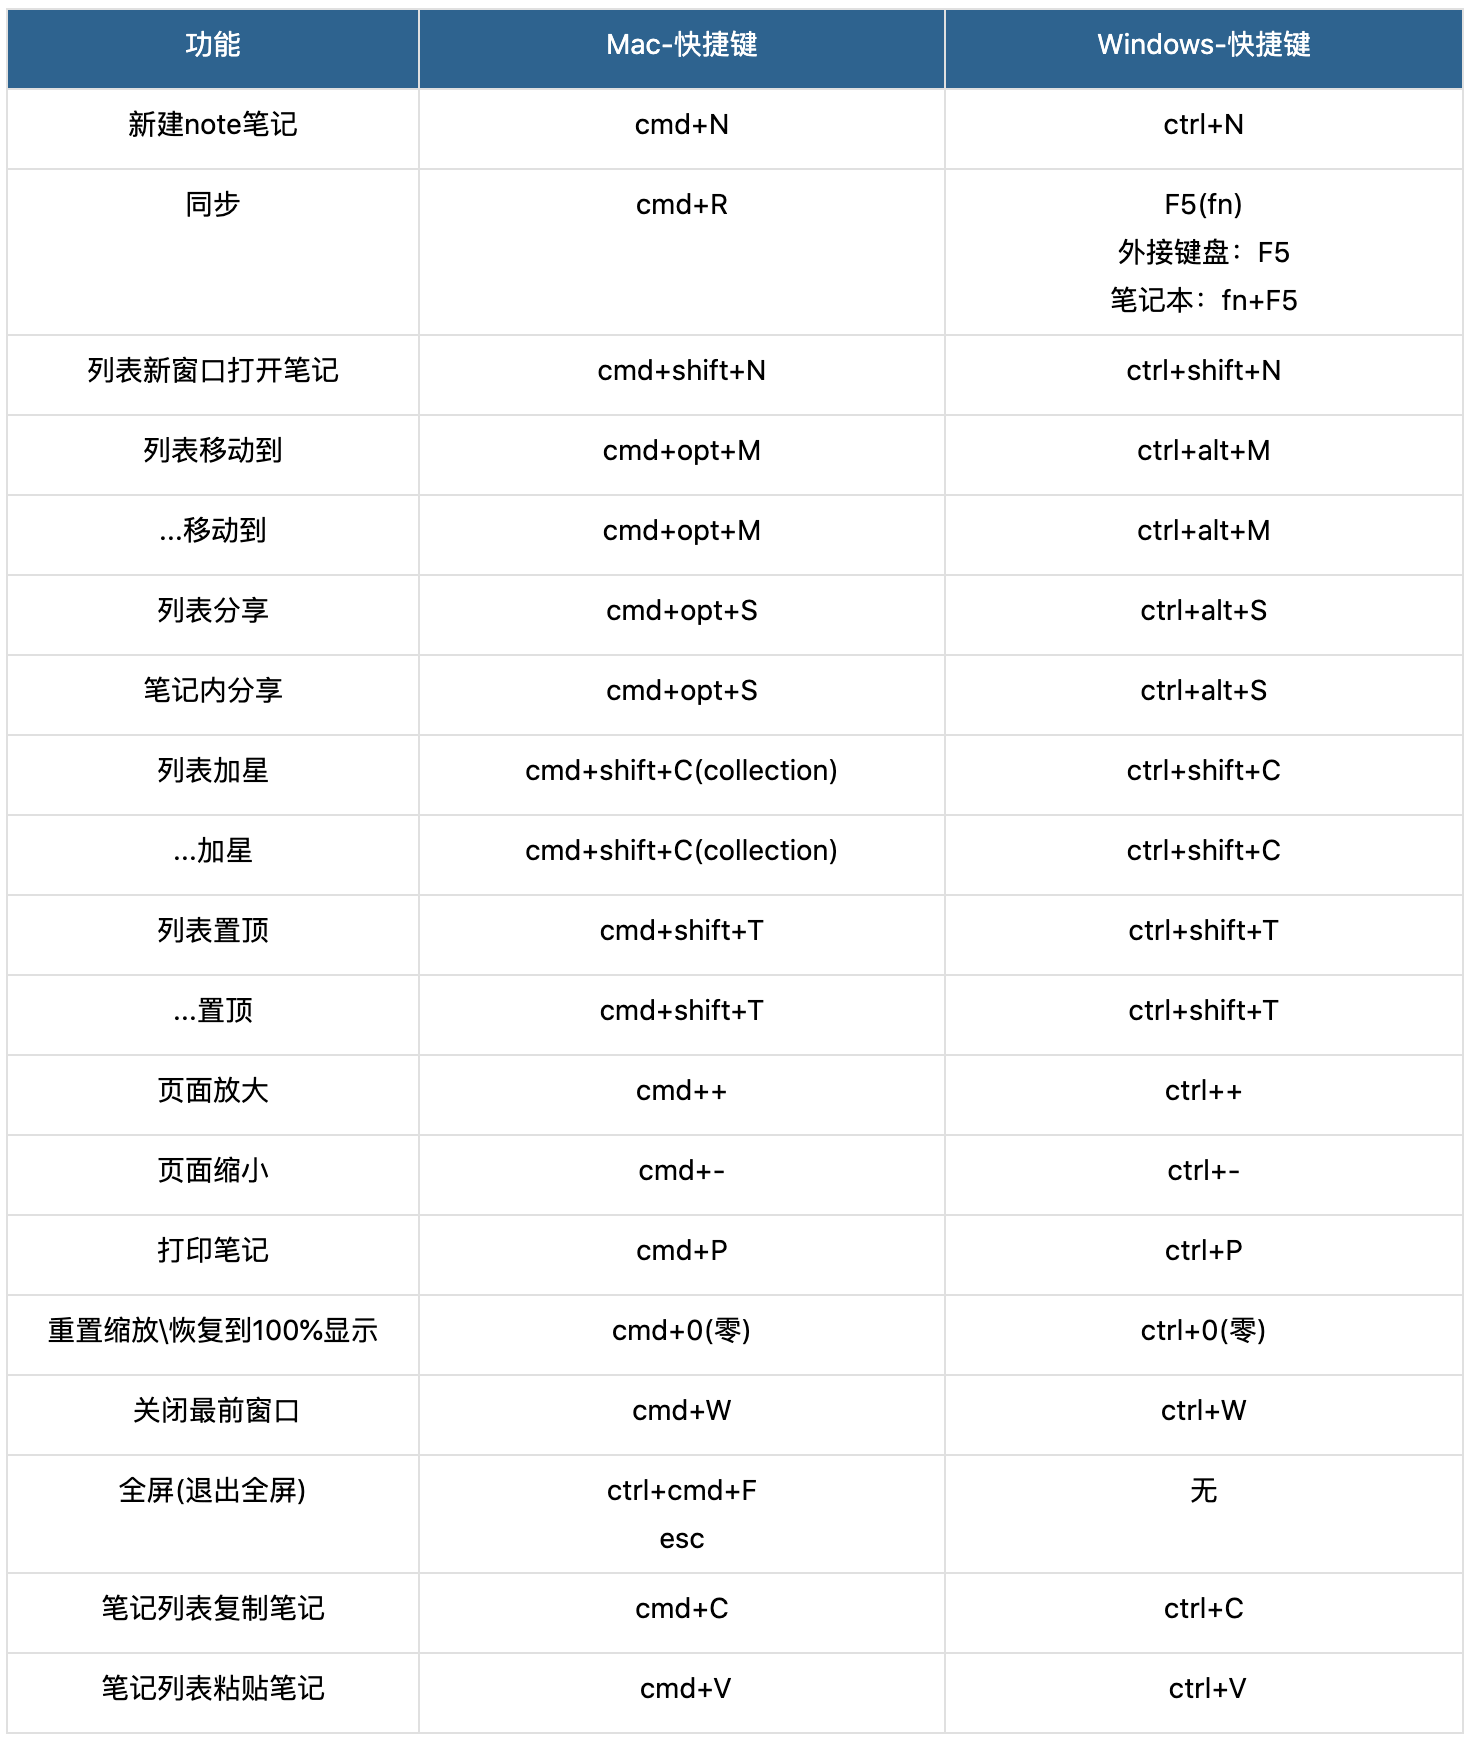 功能 Mac-快捷键 Windows-快捷键
新建note笔记 cmd+N ctrl+N
同步 cmd+R F5(fn)
外接键盘：F5
笔记本：fn+F5
列表新窗口打开笔记 cmd+shift+N ctrl+shift+N
列表移动到 cmd+opt+M ctrl+alt+M
...移动到 cmd+opt+M ctrl+alt+M
列表分享 cmd+opt+S ctrl+alt+S
笔记内分享 cmd+opt+S ctrl+alt+S
列表加星 cmd+shift+C(collection) ctrl+shift+C
...加星 cmd+shift+C(collection) ctrl+shift+C
列表置顶 cmd+shift+T ctrl+shift+T
...置顶 cmd+shift+T ctrl+shift+T
页面放大 cmd++ ctrl++
页面缩小 cmd+- ctrl+-
打印笔记 cmd+P ctrl+P
重置缩放\恢复到100%显示 cmd+0(零) ctrl+0(零)
关闭最前窗口 cmd+W ctrl+W
全屏(退出全屏) ctrl+cmd+F 无
esc
笔记列表复制笔记 cmd+C ctrl+C
笔记列表粘贴笔记 cmd+V ctrl+V